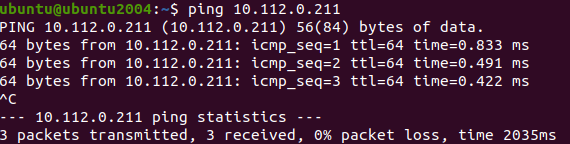 ubuntu@ubuntu2004:~$ ping 10.112.0.211
PING 10.112.0.211 (10.112.0.211) 56(84) bytes of data.
64 bytes from 10.112.0.211: icmp_seq=1 ttl=64 time=0.833 ms
64 bytes from 10.112.0.211: icmp_seq=2 ttl=64 time=0.491 ms
64 bytes from 10.112.0.211: icmp_seq=3 ttl=64 time=0.422 ms
^C
--- 10.112.0.211 ping statistics ---
3 packets transmitted, 3 received, 0% packet loss, time 2035ms